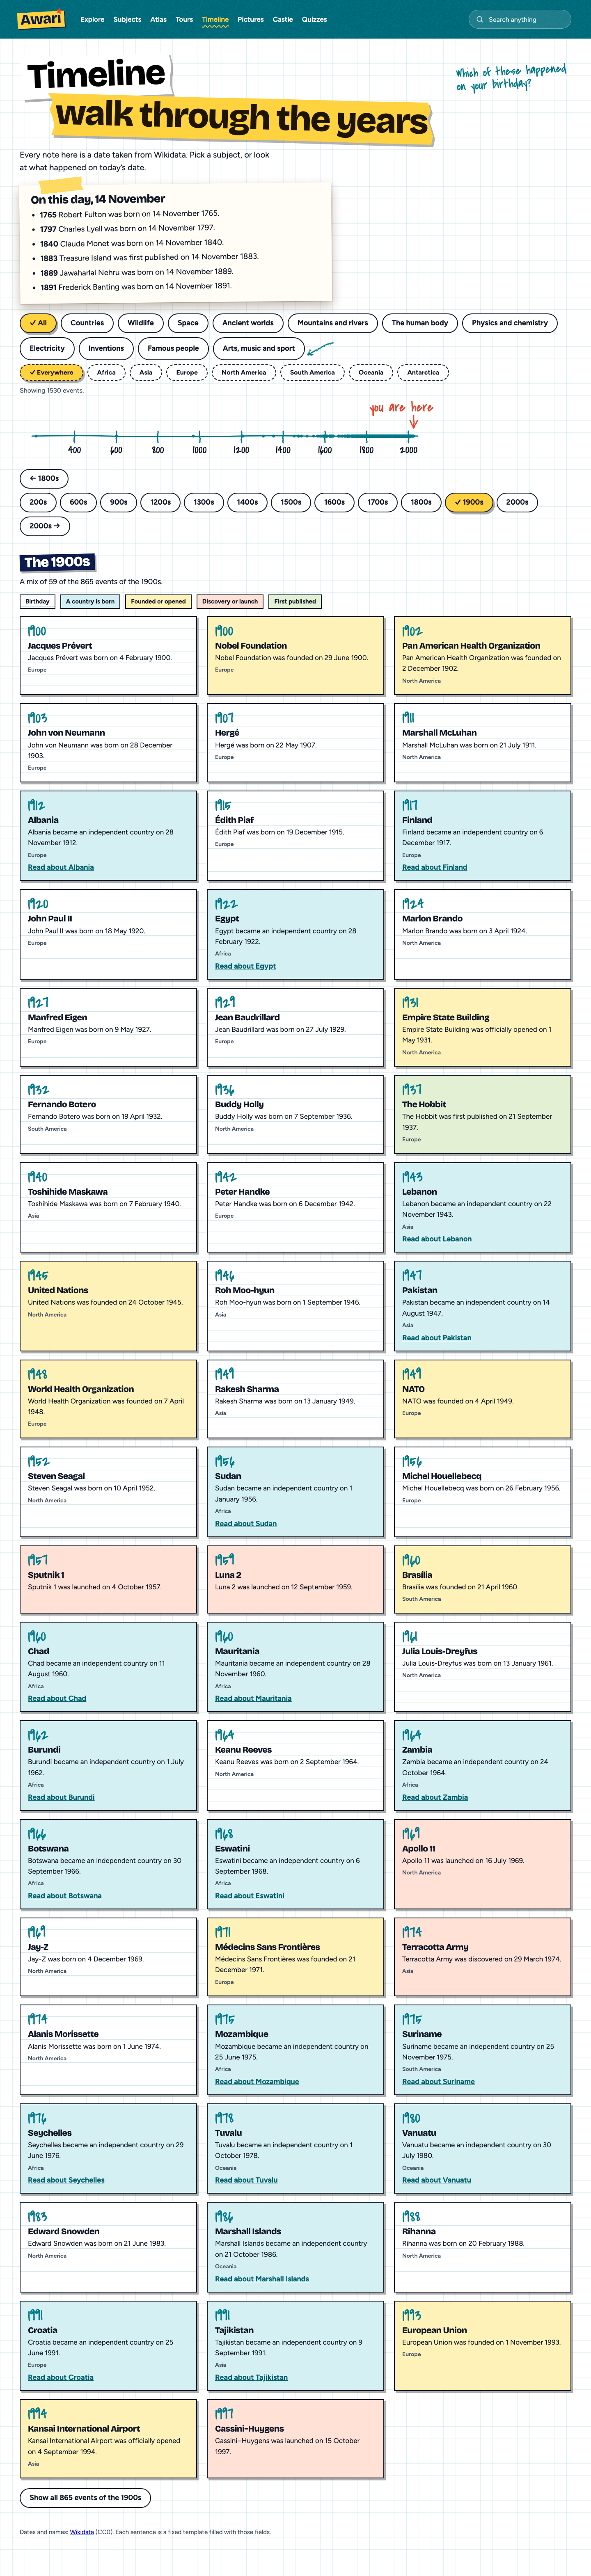 Awari
Explore Subjects Atlas Tours Timeline Pictures Castle Quizzes
Search anything
Timeline
walk through the years
Which of these happened
on your birthday?
Every note here is a date taken from Wikidata. Pick a subject, or look
at what happened on today's date.
On this day, 14 November
• 1765 Robert Fulton was born on 14 November 1765.
• 1797 Charles Lyell was born on 14 November 1797.
• 1840 Claude Monet was born on 14 November 1840.
• 1883 Treasure Island was first published on 14 November 1883.
• 1889 Jawaharlal Nehru was born on 14 November 1889.
• 1891 Frederick Banting was born on 14 November 1891.
✓ All Countries Wildlife Space Ancient worlds Mountains and rivers The human body Physics and chemistry
Electricity Inventions Famous people Arts, music and sport
✓ Everywhere Africa Asia Europe North America South America Oceania Antarctica
Showing 1530 events.
you are here
400 600 800 1000 1200 1400 1600 1800 2000
← 1800s
200s 600s 900s 1200s 1300s 1400s 1500s 1600s 1700s 1800s ✓ 1900s 2000s
2000s →
The 1900s
A mix of 59 of the 865 events of the 1900s.
Birthday A country is born Founded or opened Discovery or launch First published
1900
Jacques Prévert
Jacques Prévert was born on 4 February 1900.
Europe
1900
Nobel Foundation
Nobel Foundation was founded on 29 June 1900.
Europe
1902
Pan American Health Organization
Pan American Health Organization was founded on
2 December 1902.
North America
1903
John von Neumann
John von Neumann was born on 28 December
1903.
Europe
1907
Hergé
Hergé was born on 22 May 1907.
Europe
1911
Marshall McLuhan
Marshall McLuhan was born on 21 July 1911.
North America
1912
Albania
Albania became an independent country on 28
November 1912.
Europe
Read about Albania
1915
Édith Piaf
Édith Piaf was born on 19 December 1915.
Europe
1917
Finland
Finland became an independent country on 6
December 1917.
Europe
Read about Finland
1920
John Paul II
John Paul II was born on 18 May 1920.
Europe
1922
Egypt
Egypt became an independent country on 28
February 1922.
Africa
Read about Egypt
1924
Marlon Brando
Marlon Brando was born on 3 April 1924.
North America
1927
Manfred Eigen
Manfred Eigen was born on 9 May 1927.
Europe
1929
Jean Baudrillard
Jean Baudrillard was born on 27 July 1929.
Europe
1931
Empire State Building
Empire State Building was officially opened on 1
May 1931.
North America
1932
Fernando Botero
Fernando Botero was born on 19 April 1932.
South America
1936
Buddy Holly
Buddy Holly was born on 7 September 1936.
North America
1937
The Hobbit
The Hobbit was first published on 21 September
1937.
Europe
1940
Toshihide Maskawa
Toshihide Maskawa was born on 7 February 1940.
Asia
1942
Peter Handke
Peter Handke was born on 6 December 1942.
Europe
1943
Lebanon
Lebanon became an independent country on 22
November 1943.
Asia
Read about Lebanon
1945
United Nations
United Nations was founded on 24 October 1945.
North America
1946
Roh Moo-hyun
Roh Moo-hyun was born on 1 September 1946.
Asia
1947
Pakistan
Pakistan became an independent country on 14
August 1947.
Asia
Read about Pakistan
1948
World Health Organization
World Health Organization was founded on 7 April
1948.
Europe
1949
Rakesh Sharma
Rakesh Sharma was born on 13 January 1949.
Asia
1949
NATO
NATO was founded on 4 April 1949.
Europe
1952
Steven Seagal
Steven Seagal was born on 10 April 1952.
North America
1956
Sudan
Sudan became an independent country on 1
January 1956.
Africa
Read about Sudan
1956
Michel Houellebecq
Michel Houellebecq was born on 26 February 1956.
Europe
1957
Sputnik 1
Sputnik 1 was launched on 4 October 1957.
1959
Luna 2
Luna 2 was launched on 12 September 1959.
1960
Brasília
Brasília was founded on 21 April 1960.
South America
1960
Chad
Chad became an independent country on 11
August 1960.
Africa
Read about Chad
1960
Mauritania
Mauritania became an independent country on 28
November 1960.
Africa
Read about Mauritania
1961
Julia Louis-Dreyfus
Julia Louis-Dreyfus was born on 13 January 1961.
North America
1962
Burundi
Burundi became an independent country on 1 July
1962.
Africa
Read about Burundi
1964
Keanu Reeves
Keanu Reeves was born on 2 September 1964.
North America
1964
Zambia
Zambia became an independent country on 24
October 1964.
Africa
Read about Zambia
1966
Botswana
Botswana became an independent country on 30
September 1966.
Africa
Read about Botswana
1968
Eswatini
Eswatini became an independent country on 6
September 1968.
Africa
Read about Eswatini
1969
Apollo 11
Apollo 11 was launched on 16 July 1969.
North America
1969
Jay-Z
Jay-Z was born on 4 December 1969.
North America
1971
Médecins Sans Frontières
Médecins Sans Frontières was founded on 21
December 1971.
Europe
1974
Terracotta Army
Terracotta Army was discovered on 29 March 1974.
Asia
1974
Alanis Morissette
Alanis Morissette was born on 1 June 1974.
North America
1975
Mozambique
Mozambique became an independent country on
25 June 1975.
Africa
Read about Mozambique
1975
Suriname
Suriname became an independent country on 25
November 1975.
South America
Read about Suriname
1976
Seychelles
Seychelles became an independent country on 29
June 1976.
Africa
Read about Seychelles
1978
Tuvalu
Tuvalu became an independent country on 1
October 1978.
Oceania
Read about Tuvalu
1980
Vanuatu
Vanuatu became an independent country on 30
July 1980.
Oceania
Read about Vanuatu
1983
Edward Snowden
Edward Snowden was born on 21 June 1983.
North America
1986
Marshall Islands
Marshall Islands became an independent country
on 21 October 1986.
Oceania
Read about Marshall Islands
1988
Rihanna
Rihanna was born on 20 February 1988.
North America
1991
Croatia
Croatia became an independent country on 25
June 1991.
Europe
Read about Croatia
1991
Tajikistan
Tajikistan became an independent country on 9
September 1991.
Asia
Read about Tajikistan
1993
European Union
European Union was founded on 1 November 1993.
Europe
1994
Kansai International Airport
Kansai International Airport was officially opened
on 4 September 1994.
Asia
1997
Cassini–Huygens
Cassini–Huygens was launched on 15 October
1997.
Show all 865 events of the 1900s
Dates and names: Wikidata (CC0). Each sentence is a fixed template filled with those fields.